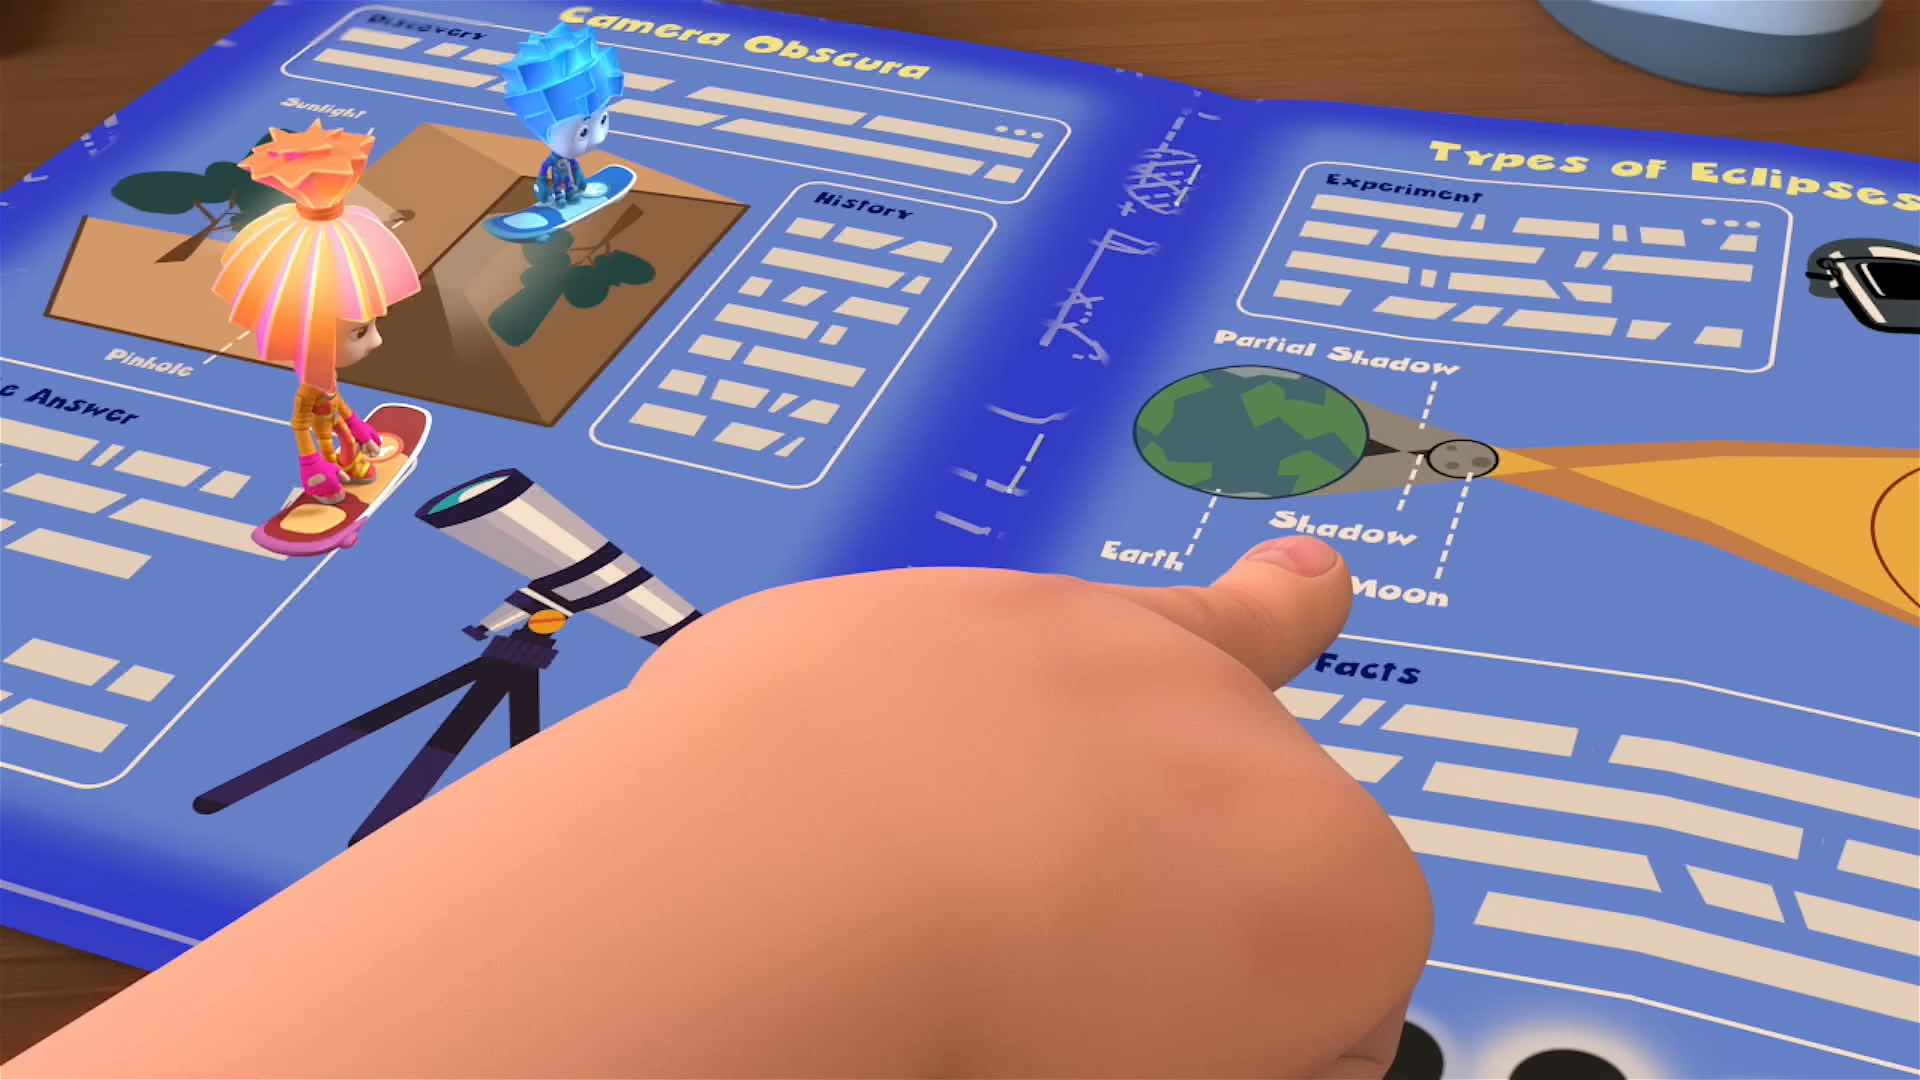 Camera Obscura
Discovery
Sunlight
History
Pinhole
Answer
Types of Eclipses
Experiment
Partial Shadow
Shadow
Earth
Moon
Facts